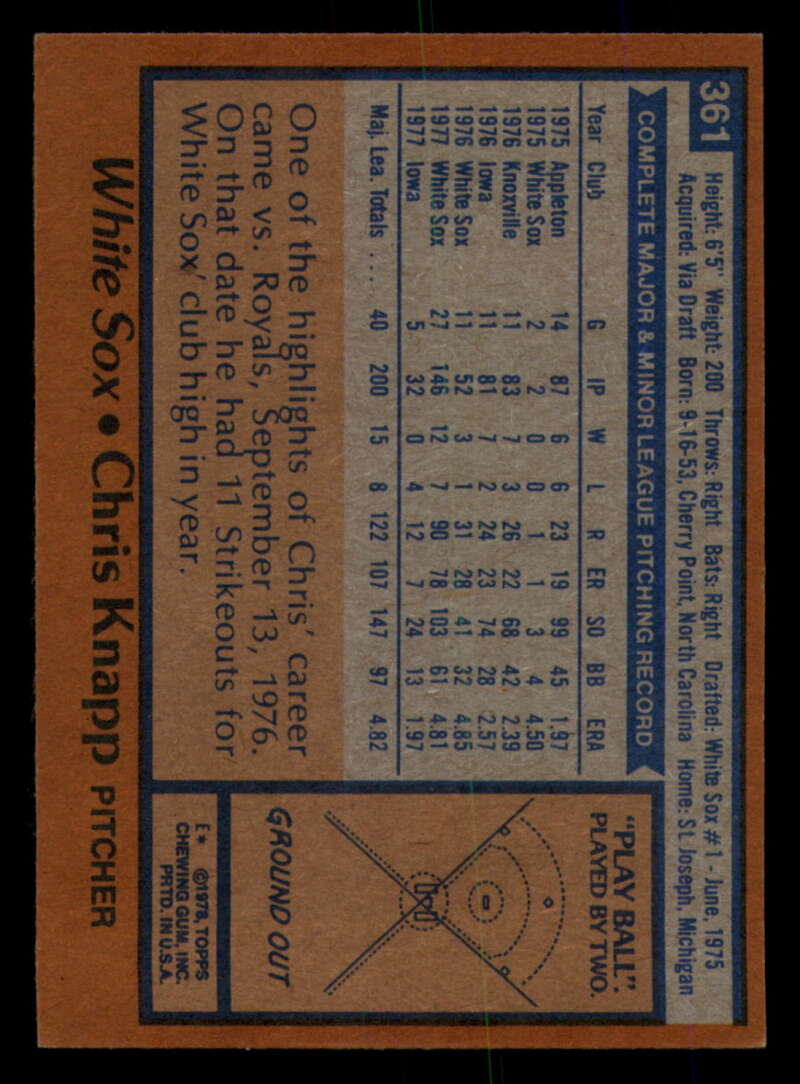 361
Height: 6'5" Weight: 200 Throws: Right Bats: Right Drafted: White Sox #1 - June, 1975
Acquired: Via Draft Born: 9-16-53, Cherry Point, North Carolina Home: St. Joseph, Michigan
COMPLETE MAJOR & MINOR LEAGUE PITCHING RECORD
Year Club G IP W L R ER SO BB ERA
1975 Appleton 14 87 6 6 23 19 99 45 1.97
1975 White Sox 2 2 0 0 1 1 3 4 4.50
1976 Knoxville 11 83 7 3 26 22 68 42 2.39
1976 Iowa 11 81 7 2 24 23 74 28 2.57
1976 White Sox 11 52 3 1 31 28 41 32 4.85
1977 White Sox 27 146 12 7 90 78 103 61 4.81
1977 Iowa 5 32 0 4 12 7 24 13 1.97
Maj. Lea. Totals .... 40 200 15 8 122 107 147 97 4.82
One of the highlights of Chris' career
came vs. Royals, September 13, 1976.
On that date he had 11 Strikeouts for
White Sox' club high in year.
"PLAY BALL".
PLAYED BY TWO.
GROUND OUT
E* ©1978, TOPPS
CHEWING GUM, INC.
PRTD. IN U.S.A.
White Sox • Chris Knapp PITCHER